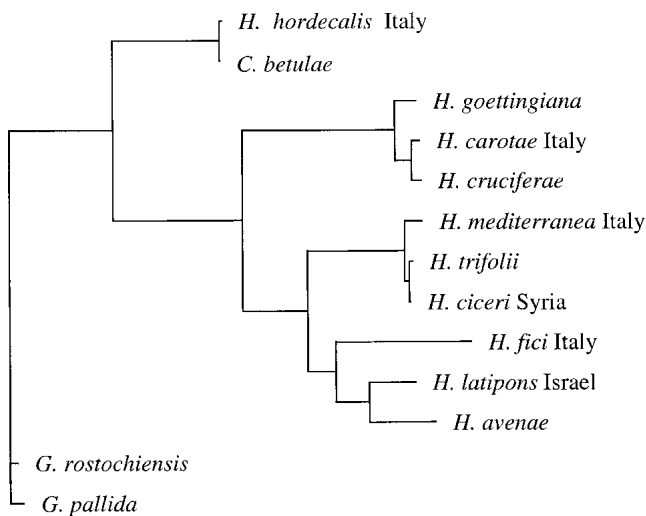 H. hordecalis Italy
C. betulae
H. goettingiana
H. carotae Italy
H. cruciferae
H. mediterranea Italy
H. trifolii
H. ciceri Syria
H. fici Italy
H. latipons Israel
H. avenae
G. rostochiensis
G. pallida